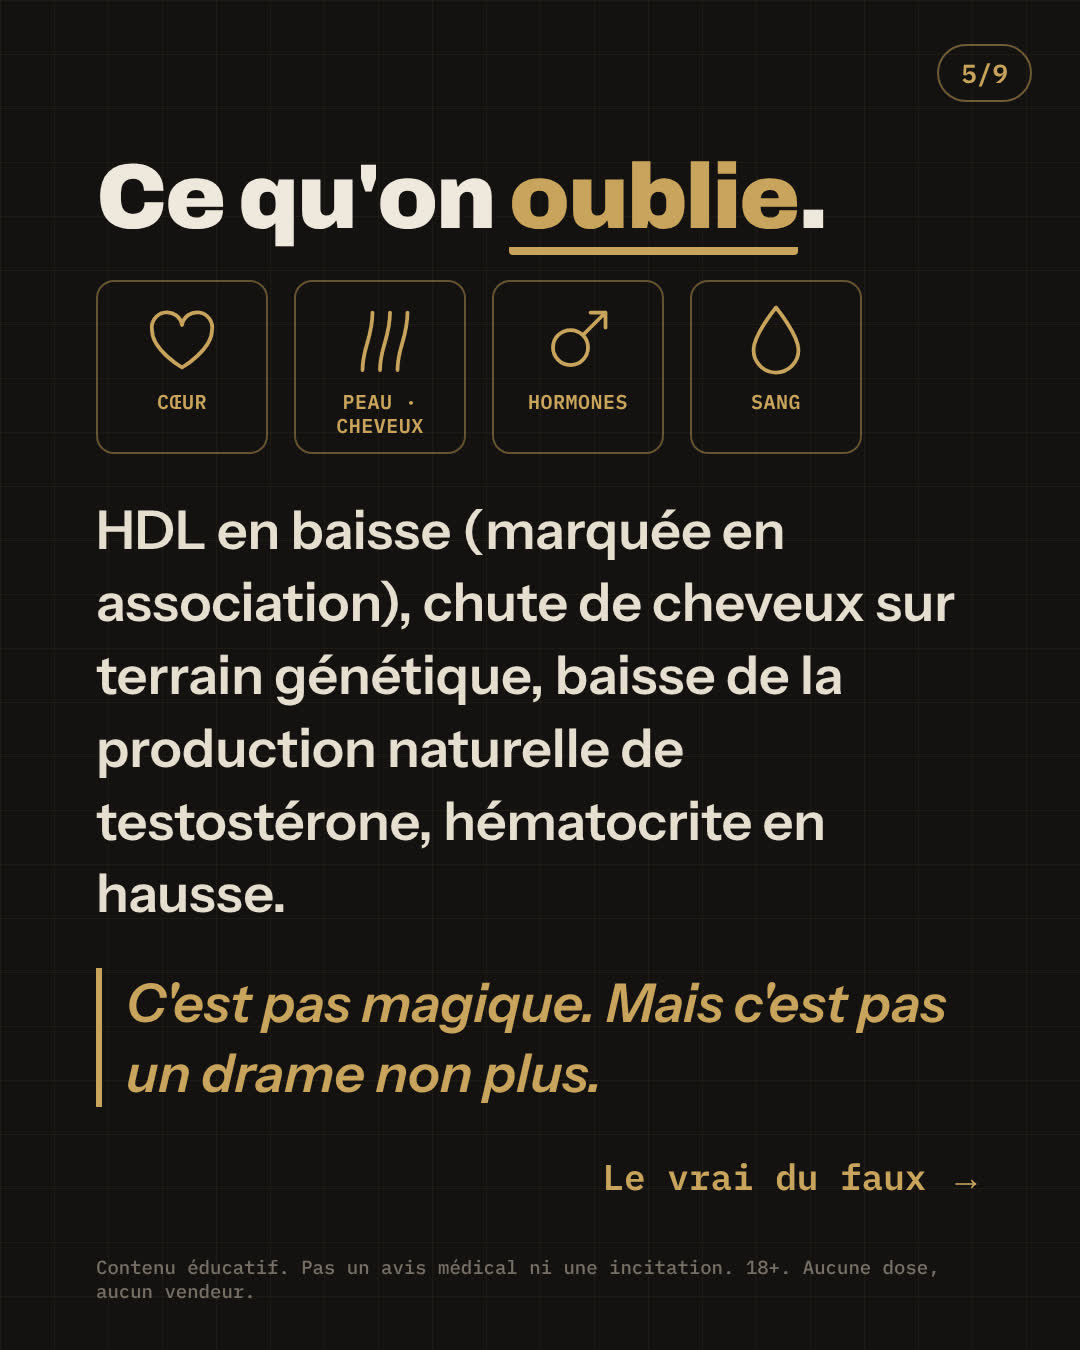 5/9
Ce qu'on oublie.
CŒUR
PEAU ·
CHEVEUX
HORMONES
SANG
HDL en baisse (marquée en
association), chute de cheveux sur
terrain génétique, baisse de la
production naturelle de
testostérone, hématocrite en
hausse.
C'est pas magique. Mais c'est pas
un drame non plus.
Le vrai du faux →
Contenu éducatif. Pas un avis médical ni une incitation. 18+. Aucune dose,
aucun vendeur.